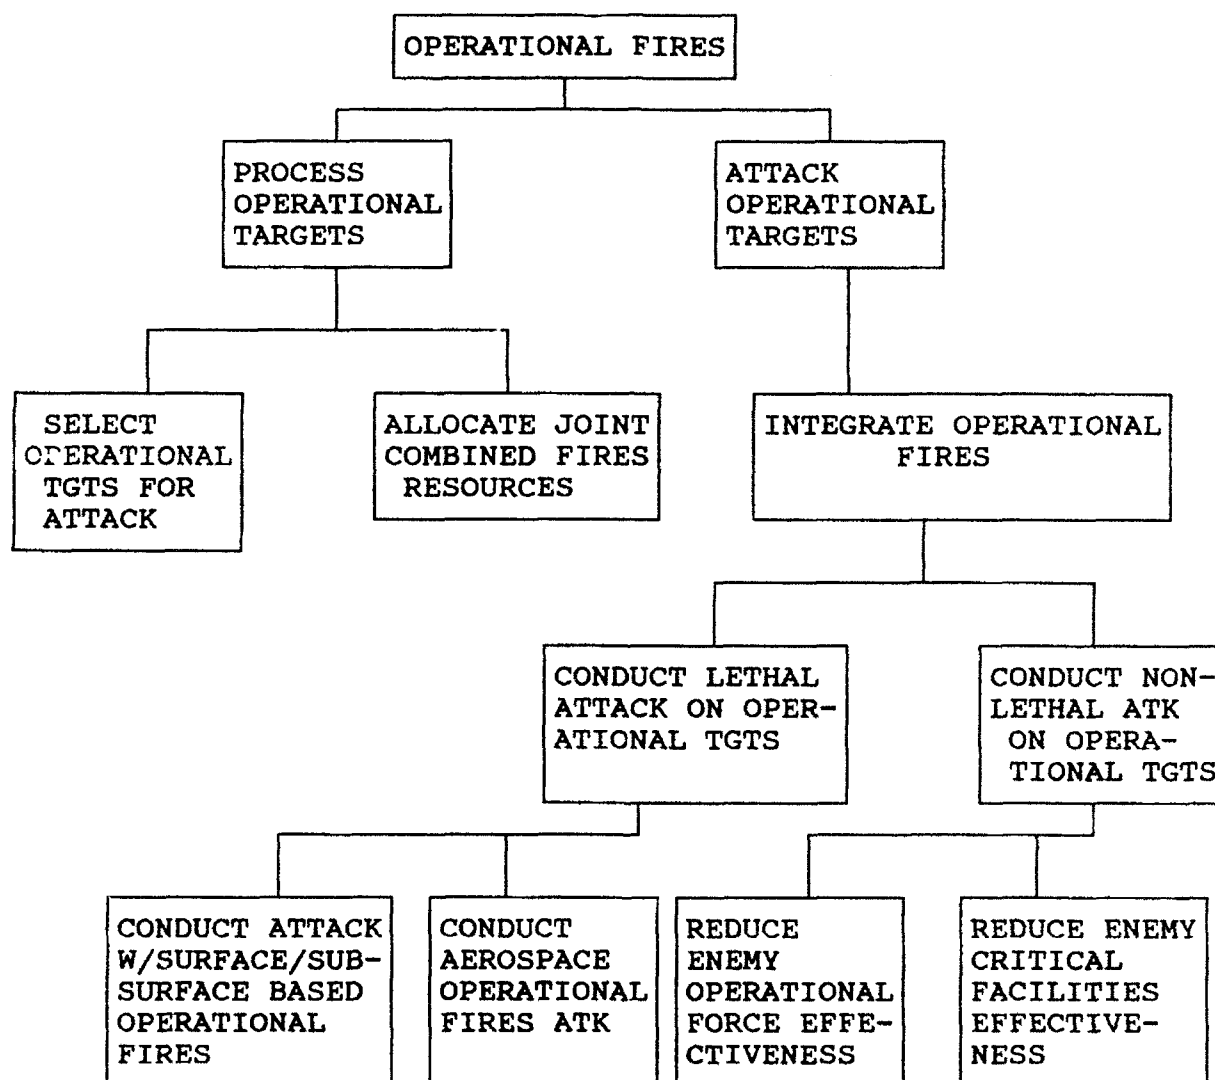 OPERATIONAL FIRES
PROCESS
OPERATIONAL
TARGETS
ATTACK
OPERATIONAL
TARGETS
SELECT
OPERATIONAL
TGTS FOR
ATTACK
ALLOCATE JOINT
COMBINED FIRES
RESOURCES
INTEGRATE OPERATIONAL
FIRES
CONDUCT LETHAL
ATTACK ON OPER-
ATIONAL TGTS
CONDUCT NON-
LETHAL ATK
ON OPERA-
TIONAL TGTS
CONDUCT ATTACK
W/SURFACE/SUB-
SURFACE BASED
OPERATIONAL
FIRES
CONDUCT
AEROSPACE
OPERATIONAL
FIRES ATK
REDUCE
ENEMY
OPERATIONAL
FORCE EFFE-
CTIVENESS
REDUCE ENEMY
CRITICAL
FACILITIES
EFFECTIVE-
NESS